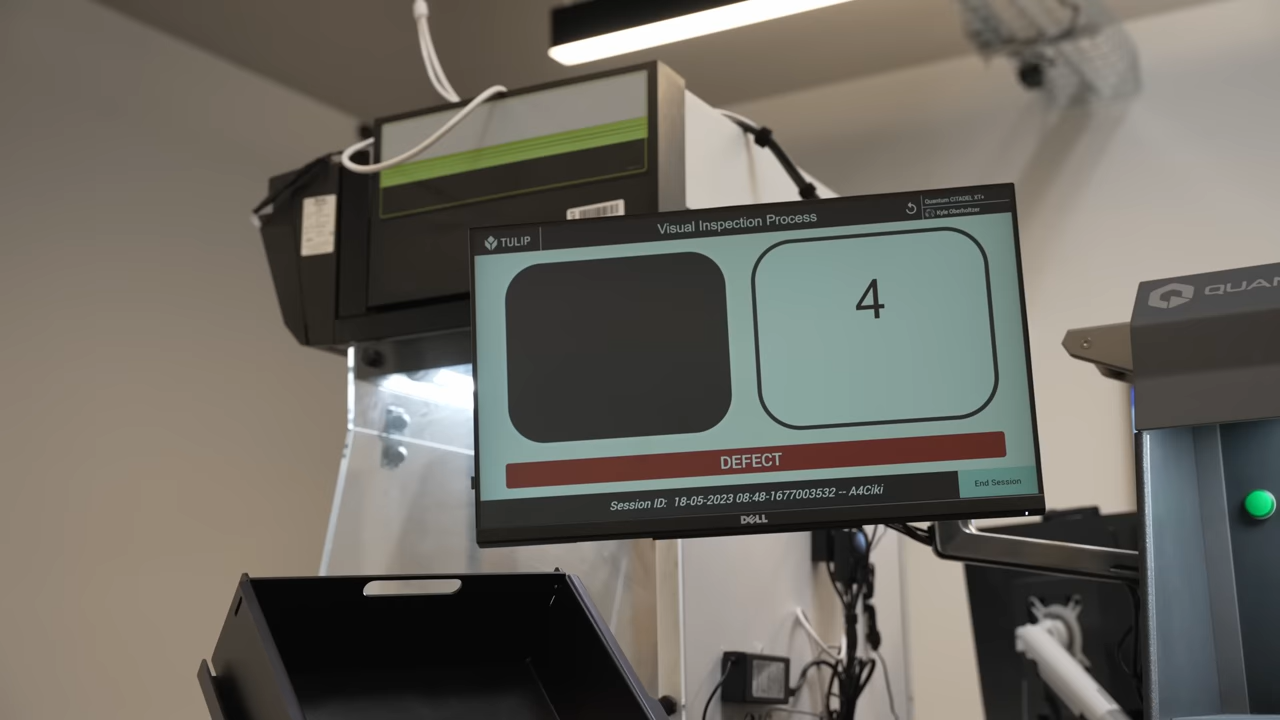 TULIP
Visual Inspection Process
Quantum CITADEL XT+
Kyle Oberholtzer
4
DEFECT
Session ID: 18-05-2023 08:48-1677003532 -- A4Ciki
End Session
DELL
QUAN